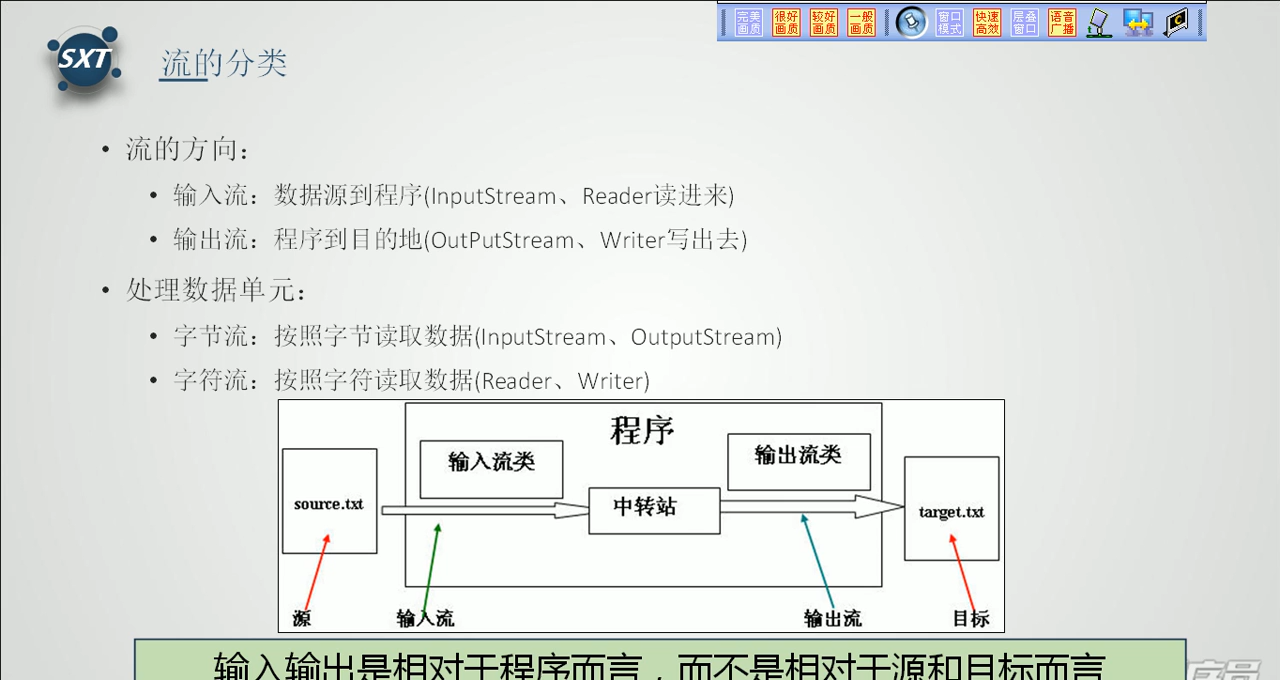 完美 很好 较好 一般 窗口 快速 层叠 语音
画质 画质 画质 画质 模式 高效 窗口 广播
SXT
流的分类
• 流的方向：
• 输入流：数据源到程序(InputStream、Reader读进来)
• 输出流：程序到目的地(OutPutStream、Writer写出去)
• 处理数据单元：
• 字节流：按照字节读取数据(InputStream、OutputStream)
• 字符流：按照字符读取数据(Reader、Writer)
程序
输入流类
输出流类
source.txt
中转站
target.txt
源
输入流
输出流
目标
输入输出是相对于程序而言，而不是相对于源和目标而言
序员